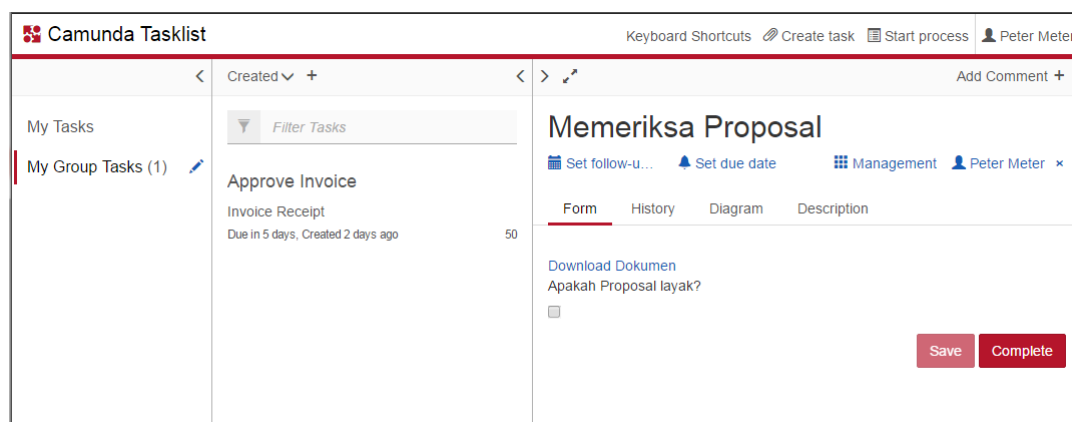 Camunda Tasklist
Keyboard Shortcuts Create task Start process Peter Meter
Created +
Add Comment +
My Tasks
My Group Tasks (1)
Filter Tasks
Approve Invoice
Invoice Receipt
Due in 5 days, Created 2 days ago 50
Memeriksa Proposal
Set follow-u... Set due date Management Peter Meter ×
Form History Diagram Description
Download Dokumen
Apakah Proposal layak?
Save Complete